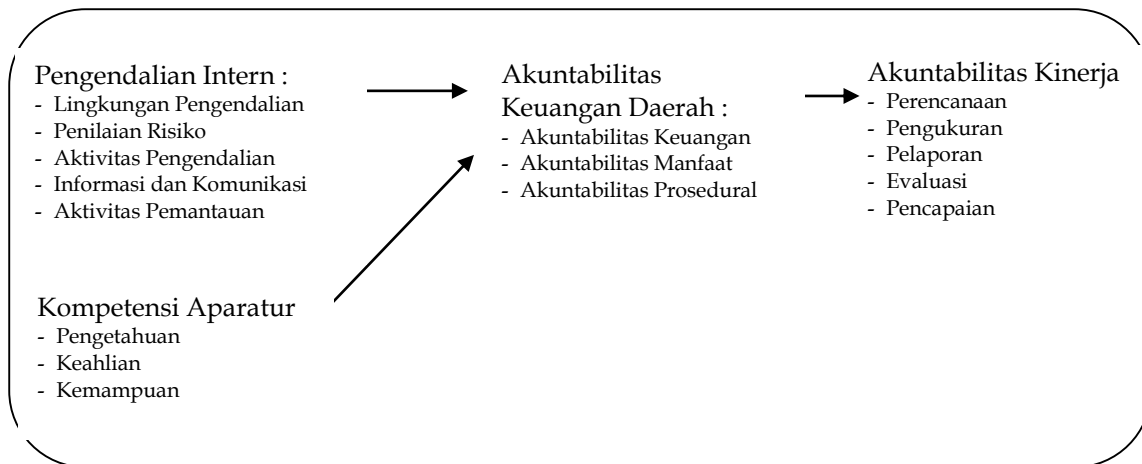 Pengendalian Intern :
- Lingkungan Pengendalian
- Penilaian Risiko
- Aktivitas Pengendalian
- Informasi dan Komunikasi
- Aktivitas Pemantauan
Kompetensi Aparatur
- Pengetahuan
- Keahlian
- Kemampuan
Akuntabilitas
Keuangan Daerah :
- Akuntabilitas Keuangan
- Akuntabilitas Manfaat
- Akuntabilitas Prosedural
Akuntabilitas Kinerja
- Perencanaan
- Pengukuran
- Pelaporan
- Evaluasi
- Pencapaian